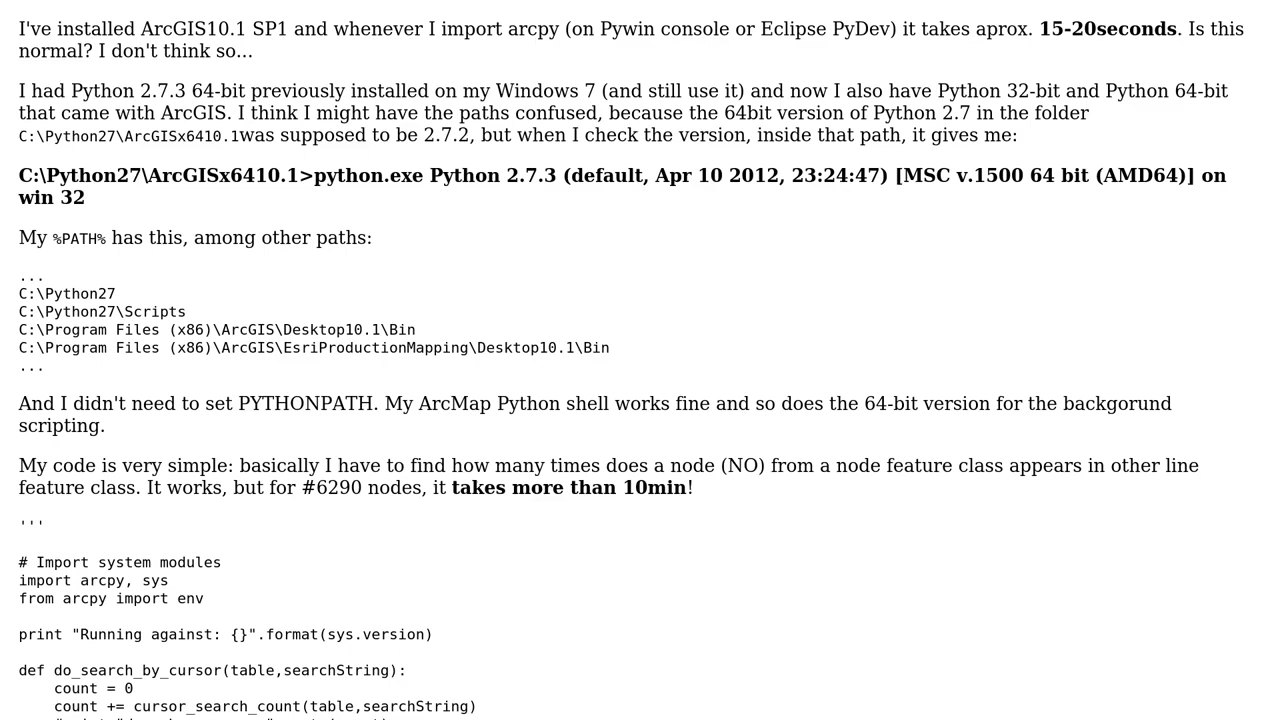 I've installed ArcGIS10.1 SP1 and whenever I import arcpy (on Pywin console or Eclipse PyDev) it takes aprox. 15-20seconds. Is this
normal? I don't think so...
I had Python 2.7.3 64-bit previously installed on my Windows 7 (and still use it) and now I also have Python 32-bit and Python 64-bit
that came with ArcGIS. I think I might have the paths confused, because the 64bit version of Python 2.7 in the folder
C:\Python27\ArcGISx6410.1was supposed to be 2.7.2, but when I check the version, inside that path, it gives me:
C:\Python27\ArcGISx6410.1>python.exe Python 2.7.3 (default, Apr 10 2012, 23:24:47) [MSC v.1500 64 bit (AMD64)] on
win 32
My %PATH% has this, among other paths:
...
C:\Python27
C:\Python27\Scripts
C:\Program Files (x86)\ArcGIS\Desktop10.1\Bin
C:\Program Files (x86)\ArcGIS\EsriProductionMapping\Desktop10.1\Bin
...
And I didn't need to set PYTHONPATH. My ArcMap Python shell works fine and so does the 64-bit version for the backgorund
scripting.
My code is very simple: basically I have to find how many times does a node (NO) from a node feature class appears in other line
feature class. It works, but for #6290 nodes, it takes more than 10min!
'''
# Import system modules
import arcpy, sys
from arcpy import env
print "Running against: {}".format(sys.version)
def do_search_by_cursor(table,searchString):
    count = 0
    count += cursor_search_count(table,searchString)